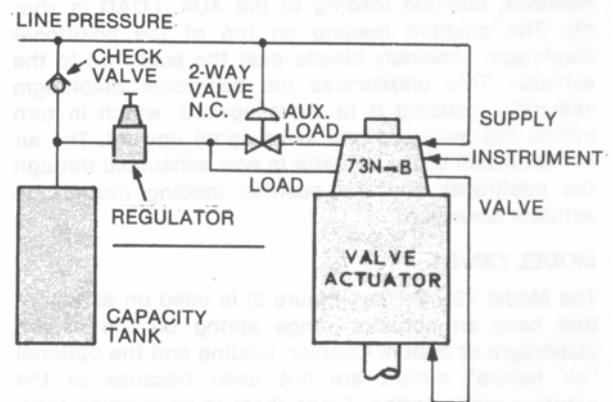 LINE PRESSURE
CHECK
VALVE
2-WAY
VALVE
N.C.
AUX.
LOAD
SUPPLY
INSTRUMENT
73N→B
LOAD
REGULATOR
VALVE
VALVE
ACTUATOR
CAPACITY
TANK